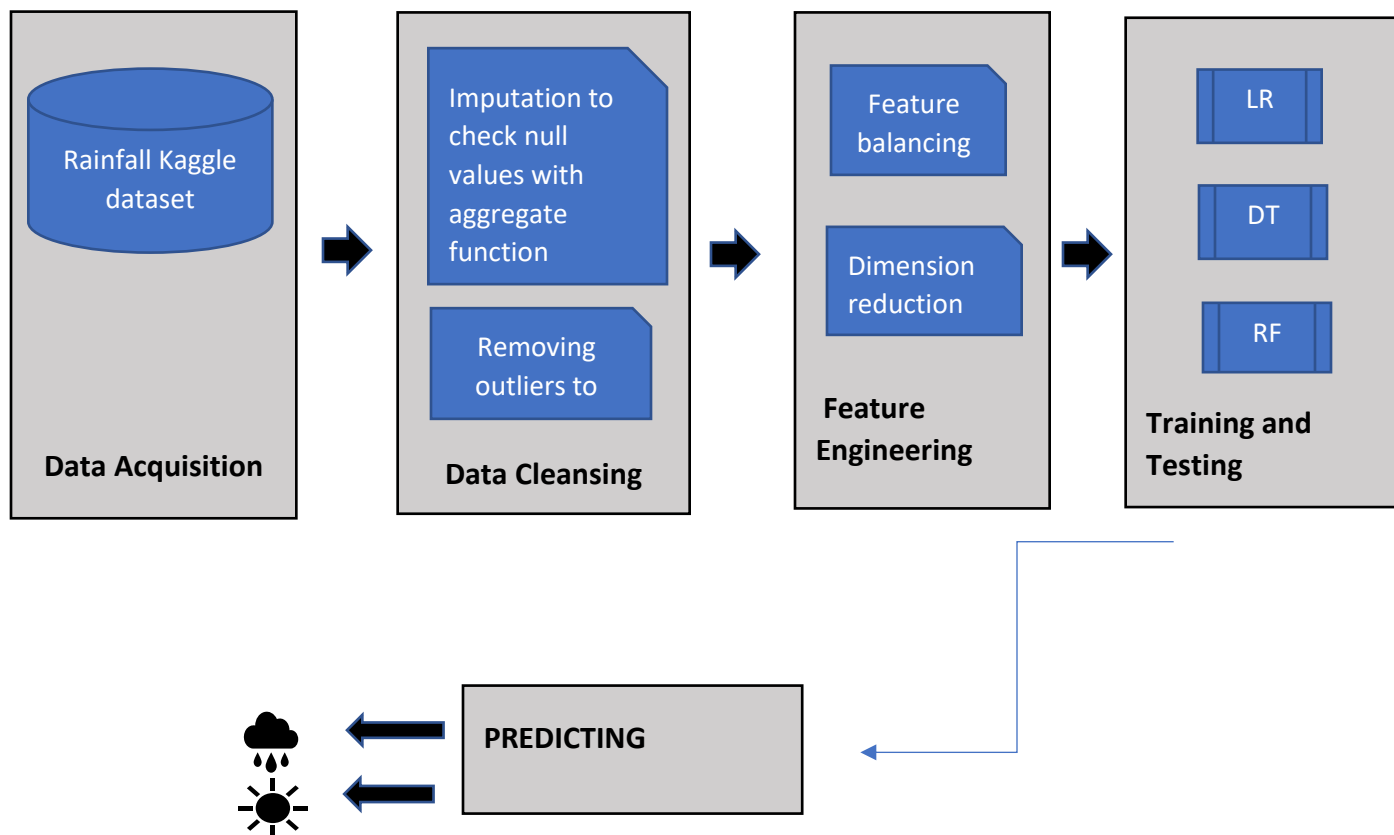 Rainfall Kaggle
dataset
Data Acquisition
Imputation to
check null
values with
aggregate
function
Removing
outliers to
Data Cleansing
Feature
balancing
Dimension
reduction
Feature
Engineering
LR
DT
RF
Training and
Testing
PREDICTING